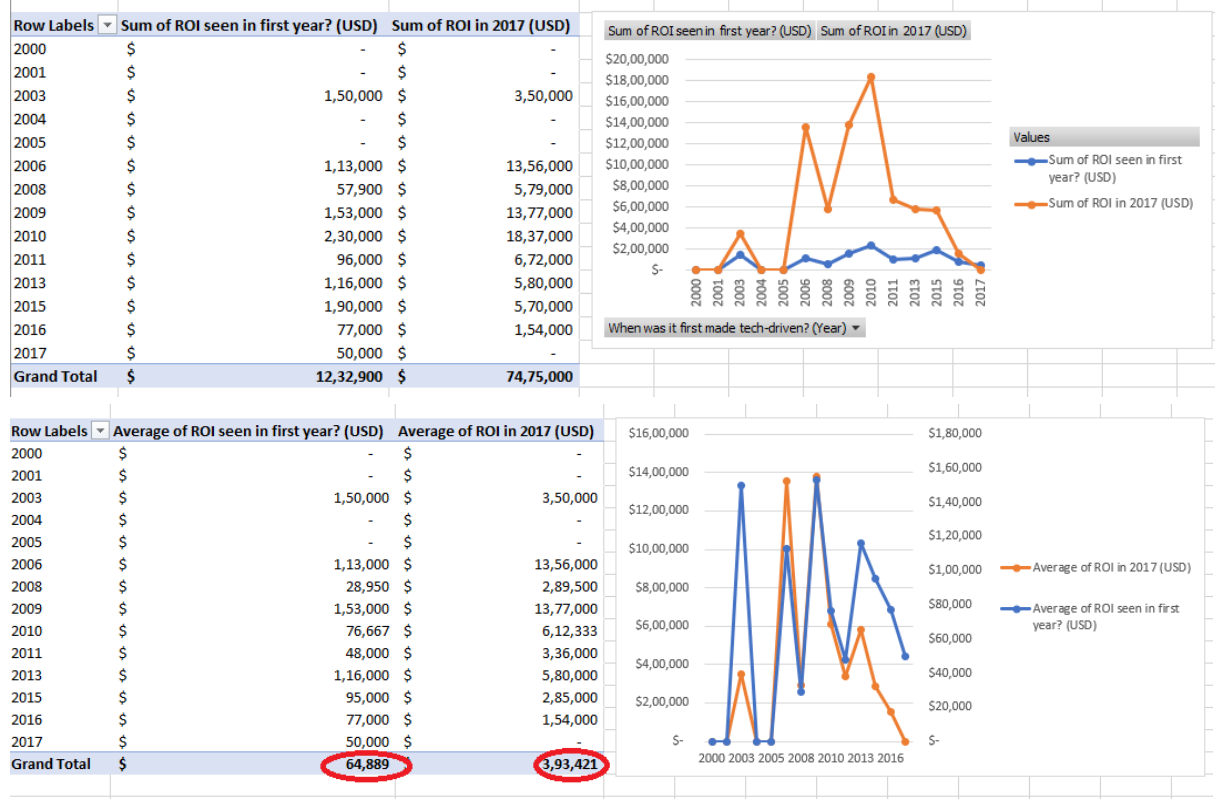 Row Labels Sum of ROI seen in first year? (USD) Sum of ROI in 2017 (USD)
2000 $ - $ -
2001 $ - $ -
2003 $ 1,50,000 $ 3,50,000
2004 $ - $ -
2005 $ - $ -
2006 $ 1,13,000 $ 13,56,000
2008 $ 57,900 $ 5,79,000
2009 $ 1,53,000 $ 13,77,000
2010 $ 2,30,000 $ 18,37,000
2011 $ 96,000 $ 6,72,000
2013 $ 1,16,000 $ 5,80,000
2015 $ 1,90,000 $ 5,70,000
2016 $ 77,000 $ 1,54,000
2017 $ 50,000 $ -
Grand Total $ 12,32,900 $ 74,75,000
Sum of ROI seen in first year? (USD) Sum of ROI in 2017 (USD)
$20,00,000
$18,00,000
$16,00,000
$14,00,000
$12,00,000
$10,00,000
$8,00,000
$6,00,000
$4,00,000
$2,00,000
$-
2000 2001 2003 2004 2005 2006 2008 2009 2010 2011 2013 2015 2016 2017
When was it first made tech-driven? (Year)
Values
Sum of ROI seen in first
year? (USD)
Sum of ROI in 2017 (USD)
Row Labels Average of ROI seen in first year? (USD) Average of ROI in 2017 (USD)
2000 $ - $ -
2001 $ - $ -
2003 $ 1,50,000 $ 3,50,000
2004 $ - $ -
2005 $ - $ -
2006 $ 1,13,000 $ 13,56,000
2008 $ 28,950 $ 2,89,500
2009 $ 1,53,000 $ 13,77,000
2010 $ 76,667 $ 6,12,333
2011 $ 48,000 $ 3,36,000
2013 $ 1,16,000 $ 5,80,000
2015 $ 95,000 $ 2,85,000
2016 $ 77,000 $ 1,54,000
2017 $ 50,000 $ -
Grand Total $ 64,889 $ 3,93,421
$16,00,000
$14,00,000
$12,00,000
$10,00,000
$8,00,000
$6,00,000
$4,00,000
$2,00,000
$-
2000 2003 2005 2008 2010 2013 2016
$1,80,000
$1,60,000
$1,40,000
$1,20,000
$1,00,000
$80,000
$60,000
$40,000
$20,000
$-
Average of ROI in 2017 (USD)
Average of ROI seen in first
year? (USD)